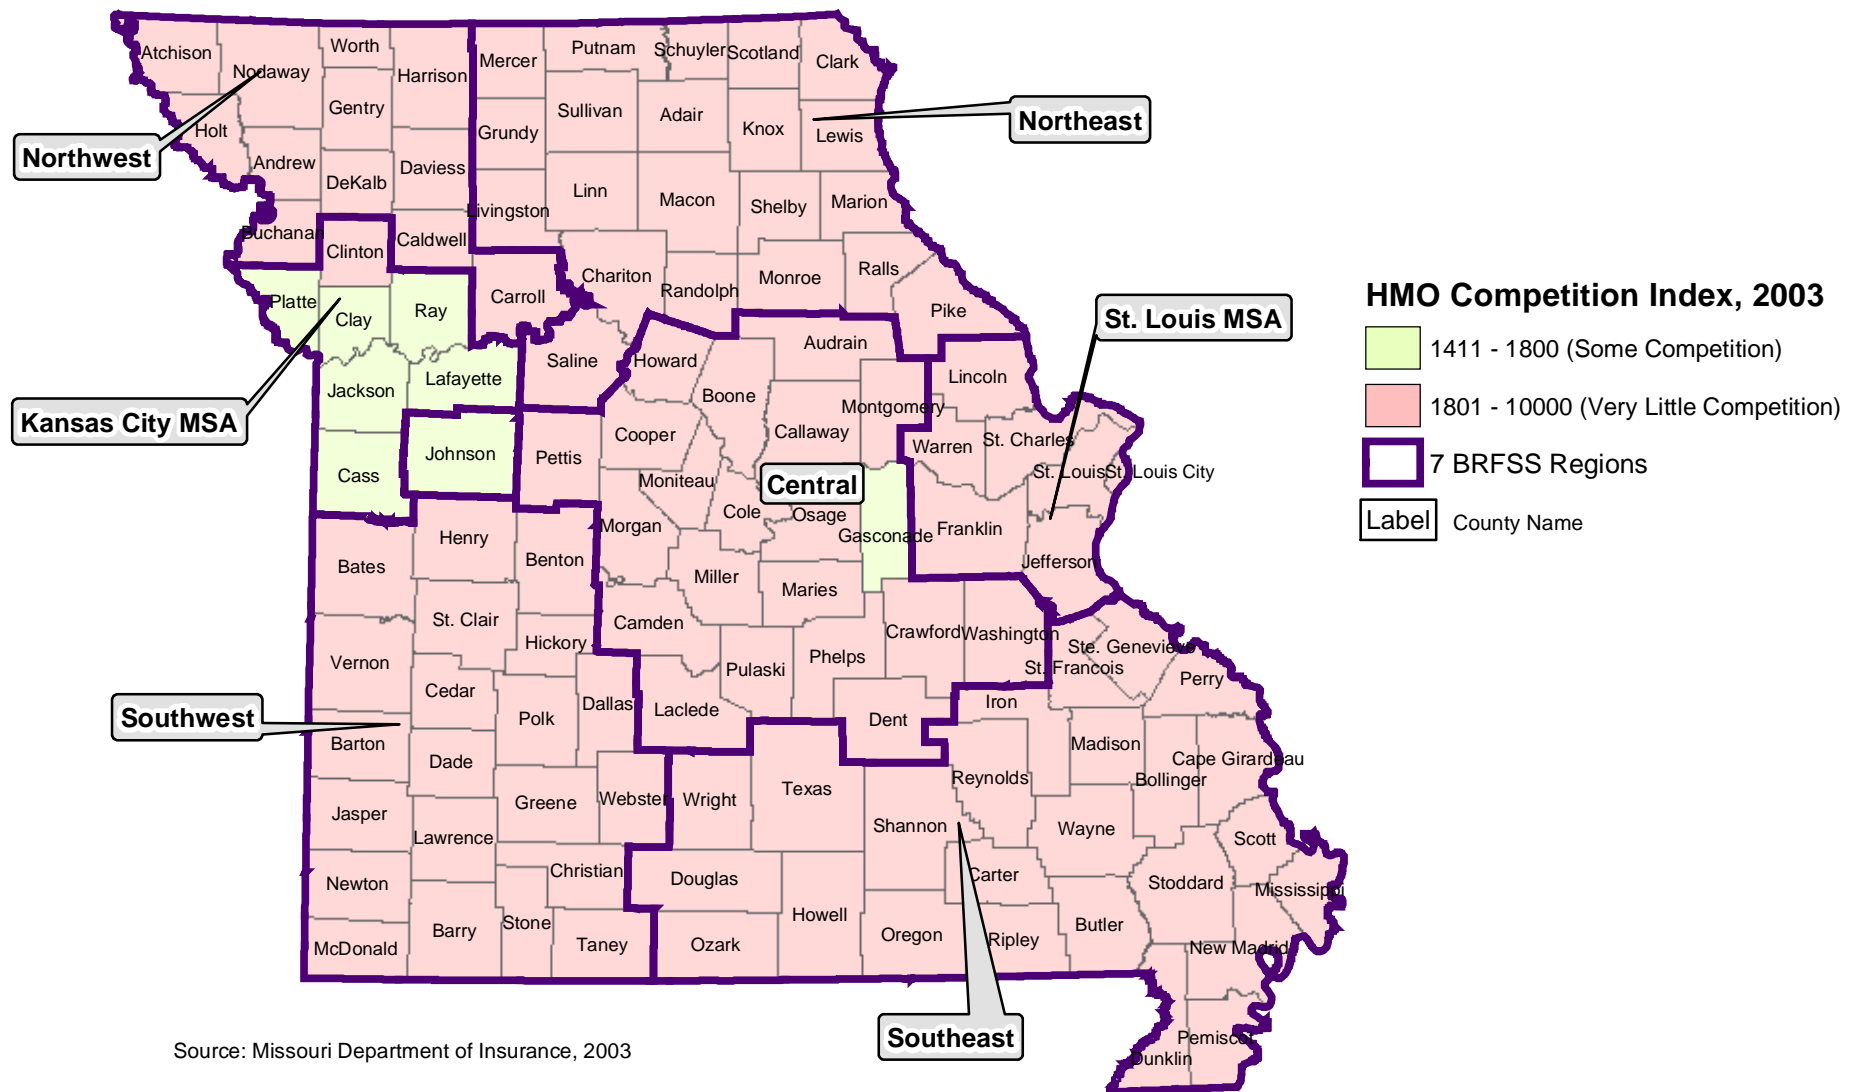 Atchison
Nodaway
Worth
Harrison
Mercer
Putnam
Schuyler
Scotland
Clark
Gentry
Holt
Andrew
DeKalb
Daviess
Grundy
Sullivan
Adair
Knox
Lewis
Northwest
Northeast
Buchanan
Clinton
Caldwell
Livingston
Linn
Macon
Shelby
Marion
Platte
Clay
Ray
Carroll
Chariton
Randolph
Monroe
Ralls
Pike
St. Louis MSA
HMO Competition Index, 2003
1411 - 1800 (Some Competition)
1801 - 10000 (Very Little Competition)
7 BRFSS Regions
Label County Name
Kansas City MSA
Jackson
Lafayette
Saline
Howard
Boone
Audrain
Lincoln
Cass
Johnson
Pettis
Cooper
Callaway
Montgomery
Warren
St. Charles
St. Louis
St. Louis City
Moniteau
Central
Morgan
Cole
Osage
Gasconade
Franklin
Jefferson
Bates
Henry
Benton
Miller
Maries
St. Clair
Hickory
Camden
Crawford
Washington
Ste. Genevieve
St. Francois
Perry
Vernon
Cedar
Polk
Dallas
Laclede
Pulaski
Phelps
Dent
Iron
Southwest
Barton
Dade
Greene
Webster
Wright
Texas
Reynolds
Madison
Bollinger
Cape Girardeau
Jasper
Lawrence
Christian
Shannon
Wayne
Scott
Newton
Stone
Douglas
Howell
Carter
Stoddard
Mississippi
McDonald
Barry
Taney
Ozark
Oregon
Ripley
Butler
New Madrid
Southeast
Pemiscot
Dunklin
Source: Missouri Department of Insurance, 2003